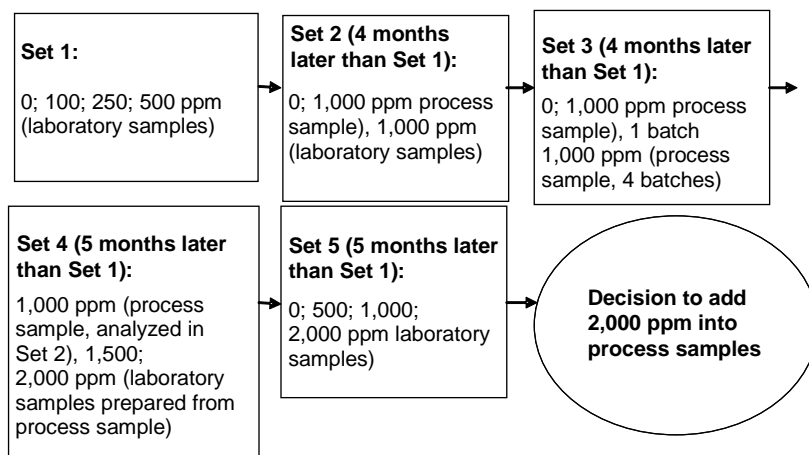 Set 1:
0; 100; 250; 500 ppm
(laboratory samples)
Set 2 (4 months
later than Set 1):
0; 1,000 ppm process
sample), 1,000 ppm
(laboratory samples)
Set 3 (4 months
later than Set 1):
0; 1,000 ppm process
sample), 1 batch
1,000 ppm (process
sample, 4 batches)
Set 4 (5 months later
than Set 1):
1,000 ppm (process
sample, analyzed in
Set 2), 1,500;
2,000 ppm (laboratory
samples prepared from
process sample)
Set 5 (5 months later
than Set 1):
0; 500; 1,000;
2,000 ppm laboratory
samples)
Decision to add
2,000 ppm into
process samples